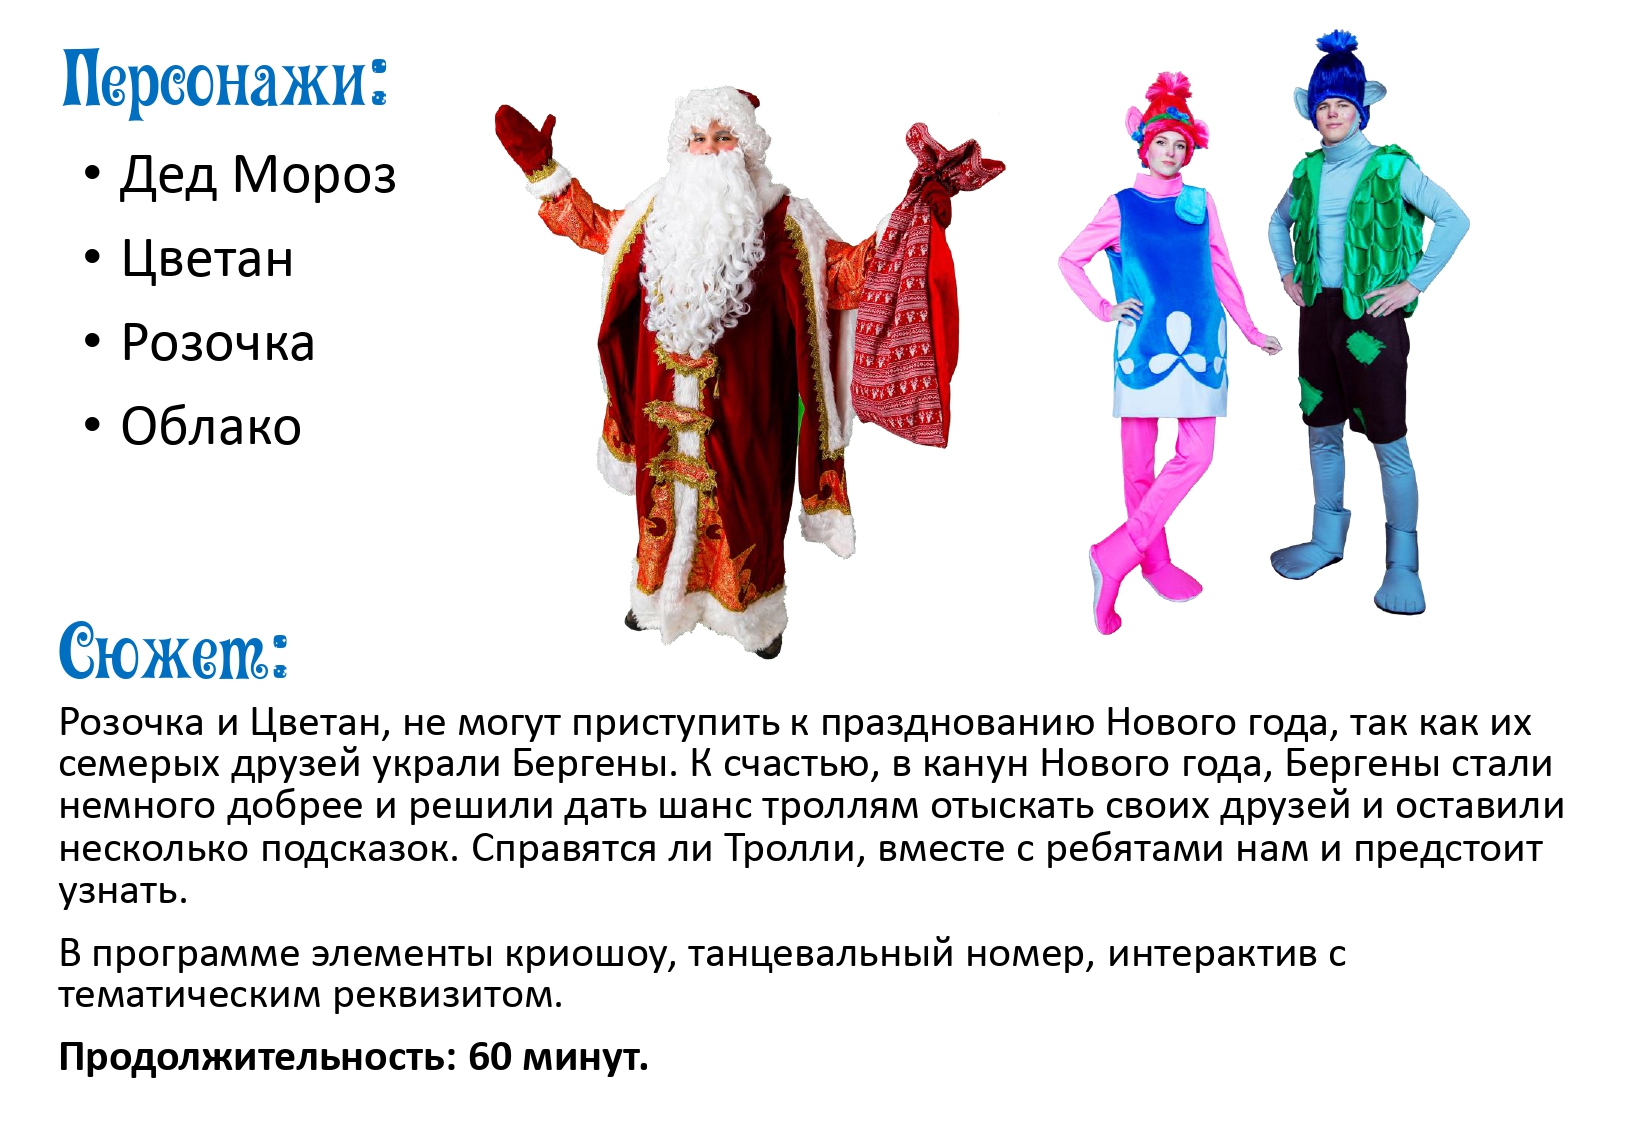 Персонажи:
• Дед Мороз
• Цветан
• Розочка
• Облако
Сюжет:
Розочка и Цветан, не могут приступить к празднованию Нового года, так как их
семерых друзей украли Бергены. К счастью, в канун Нового года, Бергены стали
немного добрее и решили дать шанс троллям отыскать своих друзей и оставили
несколько подсказок. Справятся ли Тролли, вместе с ребятами нам и предстоит
узнать.
В программе элементы криошоу, танцевальный номер, интерактив с
тематическим реквизитом.
Продолжительность: 60 минут.